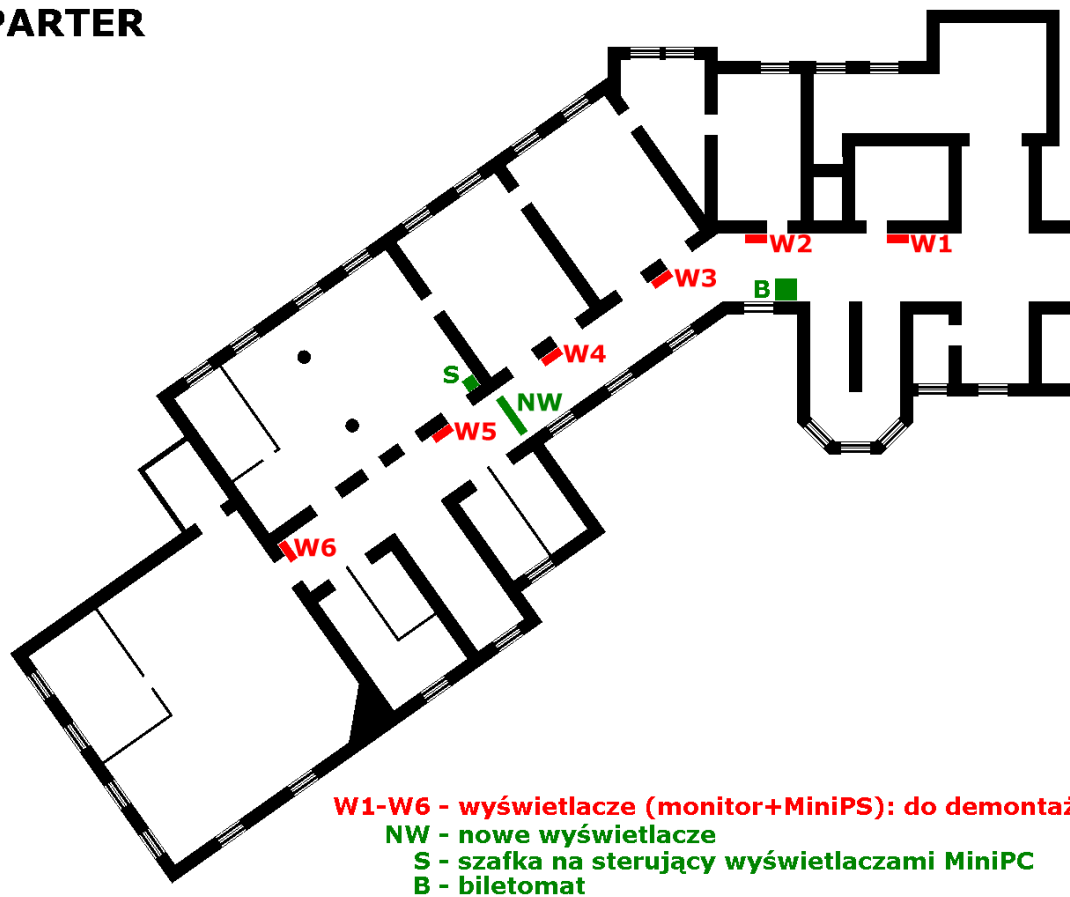 PARTER
W2
W1
W3
B
W4
S
NW
W5
W6
W1-W6 - wyświetlacze (monitor+MiniPS): do demontaż
NW - nowe wyświetlacze
S - szafka na sterujący wyświetlaczami MiniPC
B - biletomat